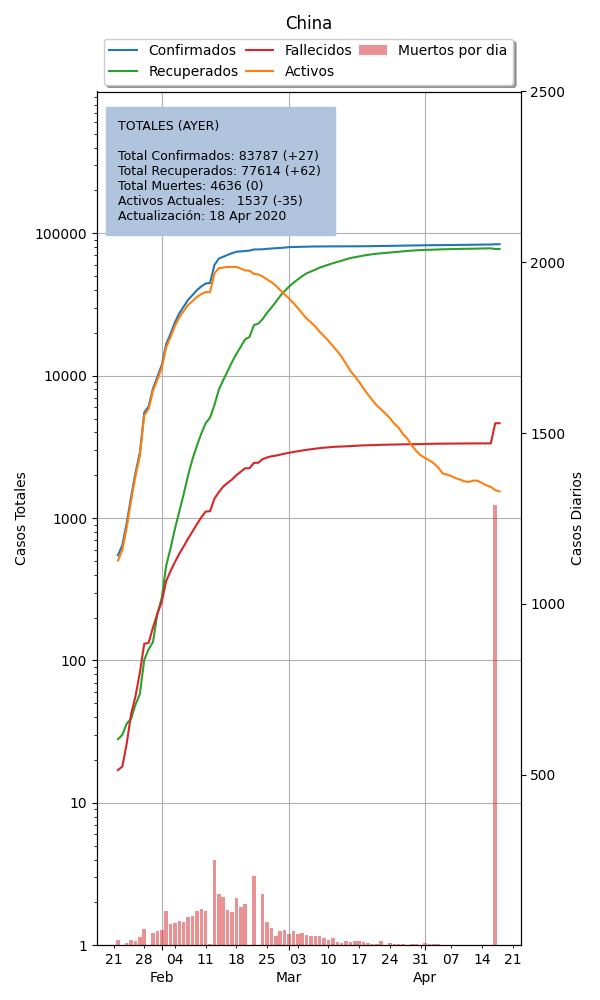 China
Confirmados Fallecidos Muertos por dia
Recuperados Activos
TOTALES (AYER)
Total Confirmados: 83787 (+27)
Total Recuperados: 77614 (+62)
Total Muertes: 4636 (0)
Activos Actuales: 1537 (-35)
Actualización: 18 Apr 2020
2500
100000
2000
10000
1500
1000
1000
100
500
10
1
Casos Totales
Casos Diarios
21 28 04 11 18 25 03 10 17 24 31 07 14 21
Feb Mar Apr